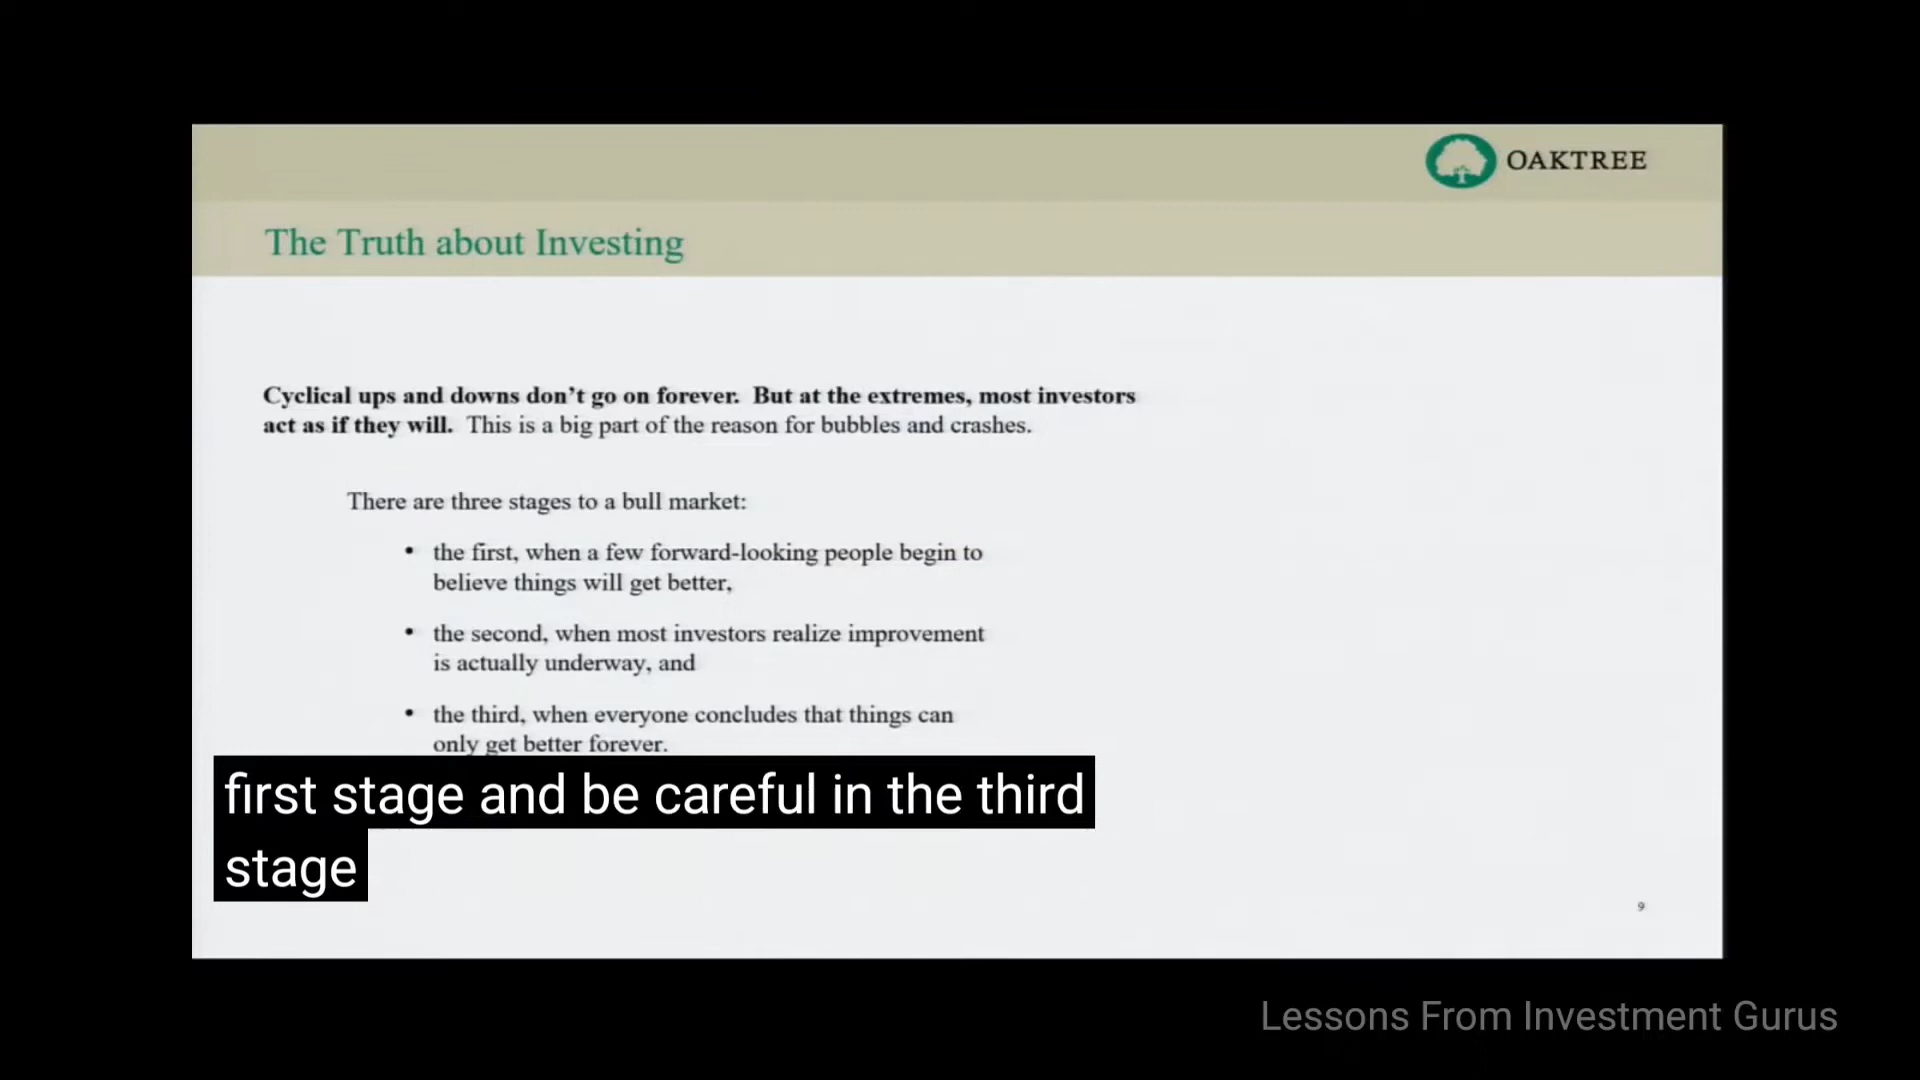 OAKTREE
The Truth about Investing
Cyclical ups and downs don’t go on forever.  But at the extremes, most investors
act as if they will.  This is a big part of the reason for bubbles and crashes.
There are three stages to a bull market:
• the first, when a few forward-looking people begin to
believe things will get better,
• the second, when most investors realize improvement
is actually underway, and
• the third, when everyone concludes that things can
only get better forever.
first stage and be careful in the third
stage
9
Lessons From Investment Gurus